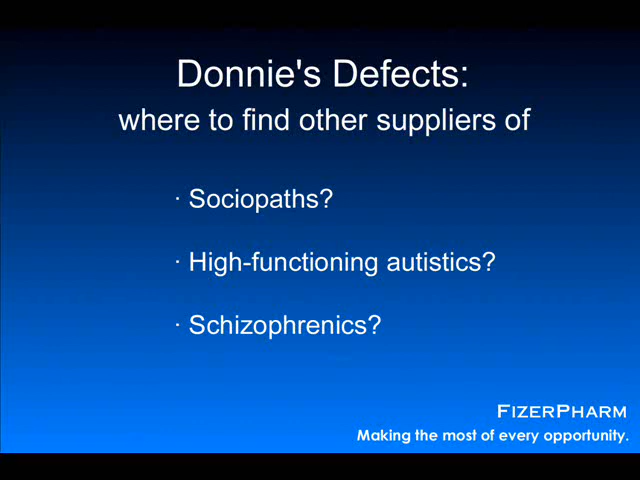 Donnie's Defects:
where to find other suppliers of
· Sociopaths?
· High-functioning autistics?
· Schizophrenics?
FIZERPHARM
Making the most of every opportunity.